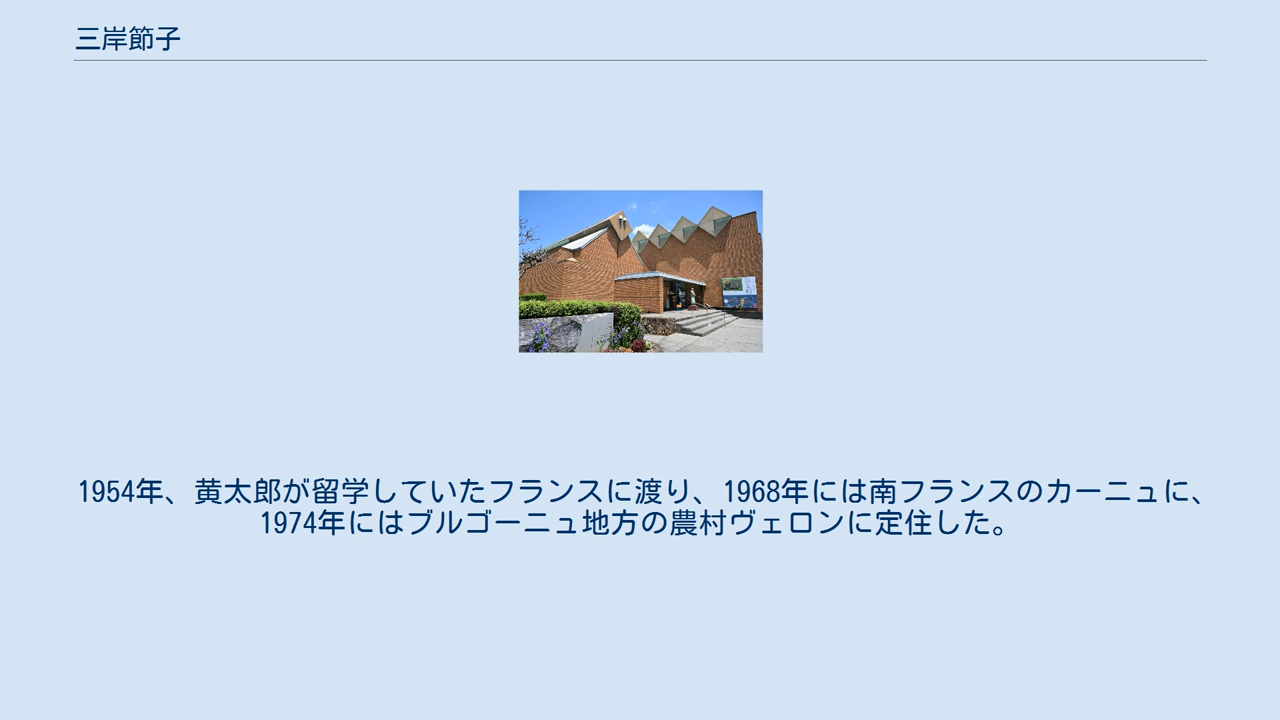 三岸節子
1954年、黄太郎が留学していたフランスに渡り、1968年には南フランスのカーニュに、
1974年にはブルゴーニュ地方の農村ヴェロンに定住した。